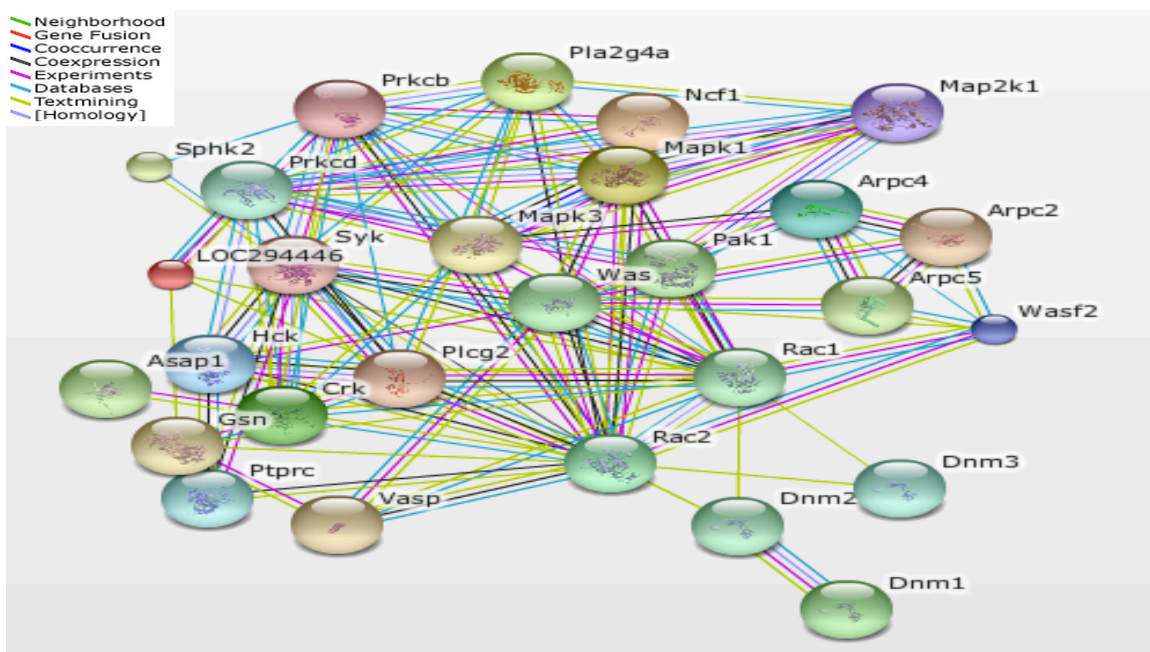 Neighborhood
Gene Fusion
Cooccurrence
Coexpression
Experiments
Databases
Textmining
[Homology]
Pla2g4a
Prkcb
Ncf1
Map2k1
Sphk2
Prkcd
Mapk1
Arpc4
Mapk3
Arpc2
Syk
Pak1
LOC294446
Was
Arpc5
Wasf2
Hck
Plcg2
Rac1
Asap1
Crk
Gsn
Rac2
Ptprc
Dnm3
Vasp
Dnm2
Dnm1